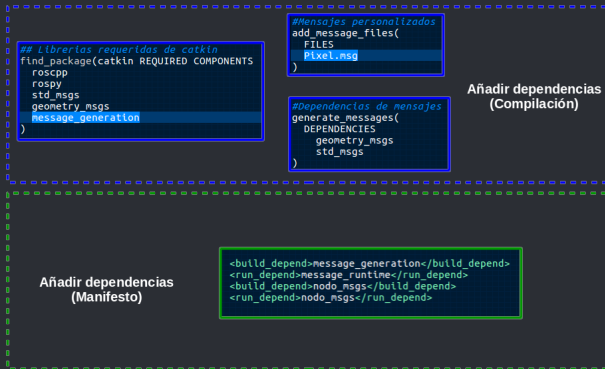 ## Librerias requeridas de catkin
find_package(catkin REQUIRED COMPONENTS
roscpp
rospy
std_msgs
geometry_msgs
message_generation
)
#Mensajes personalizados
add_message_files(
FILES
Pixel.msg
)
#Dependencias de mensajes
generate_messages(
DEPENDENCIES
geometry_msgs
std_msgs
)
Añadir dependencias
(Compilación)
Añadir dependencias
(Manifesto)
<build_depend>message_generation</build_depend>
<run_depend>message_runtime</run_depend>
<build_depend>nodo_msgs</build_depend>
<run_depend>nodo_msgs</run_depend>